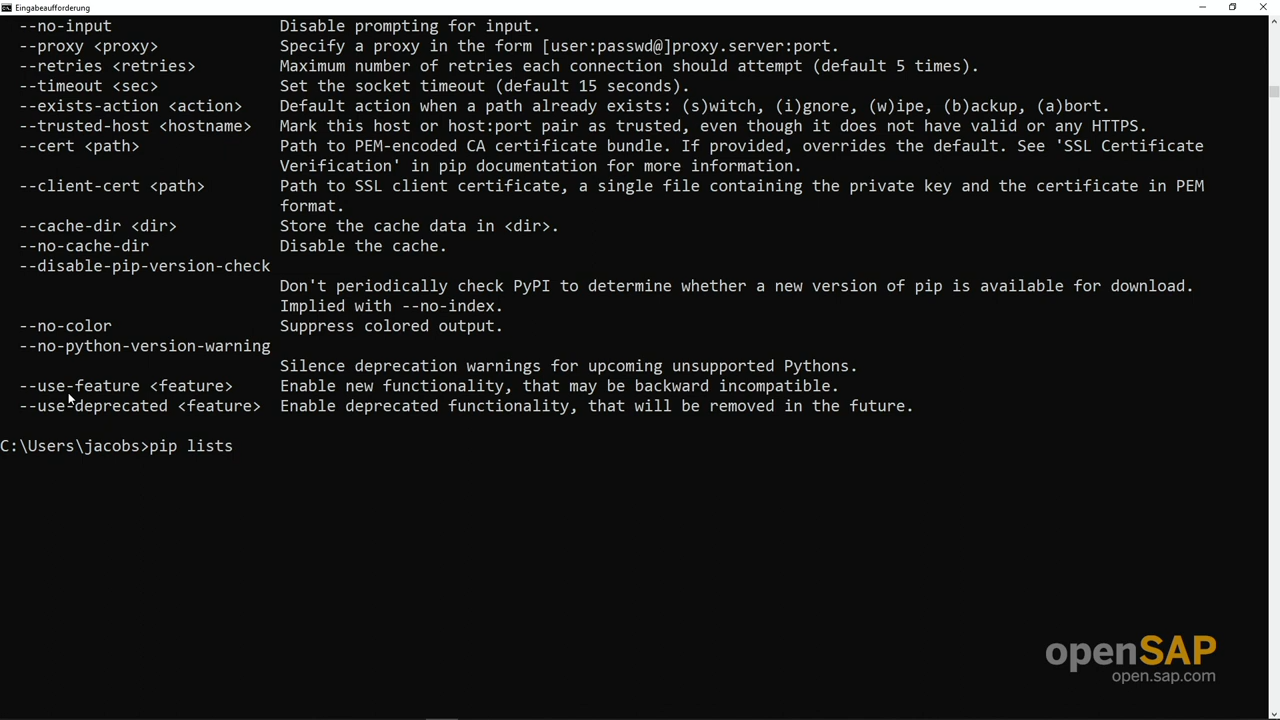 Eingabeaufforderung
--no-input Disable prompting for input.
--proxy <proxy> Specify a proxy in the form [user:passwd@]proxy.server:port.
--retries <retries> Maximum number of retries each connection should attempt (default 5 times).
--timeout <sec> Set the socket timeout (default 15 seconds).
--exists-action <action> Default action when a path already exists: (s)witch, (i)gnore, (w)ipe, (b)ackup, (a)bort.
--trusted-host <hostname> Mark this host or host:port pair as trusted, even though it does not have valid or any HTTPS.
--cert <path> Path to PEM-encoded CA certificate bundle. If provided, overrides the default. See 'SSL Certificate
Verification' in pip documentation for more information.
--client-cert <path> Path to SSL client certificate, a single file containing the private key and the certificate in PEM
format.
--cache-dir <dir> Store the cache data in <dir>.
--no-cache-dir Disable the cache.
--disable-pip-version-check
Don't periodically check PyPI to determine whether a new version of pip is available for download.
Implied with --no-index.
--no-color Suppress colored output.
--no-python-version-warning
Silence deprecation warnings for upcoming unsupported Pythons.
--use-feature <feature> Enable new functionality, that may be backward incompatible.
--use-deprecated <feature> Enable deprecated functionality, that will be removed in the future.
C:\Users\jacobs>pip lists
openSAP
open.sap.com